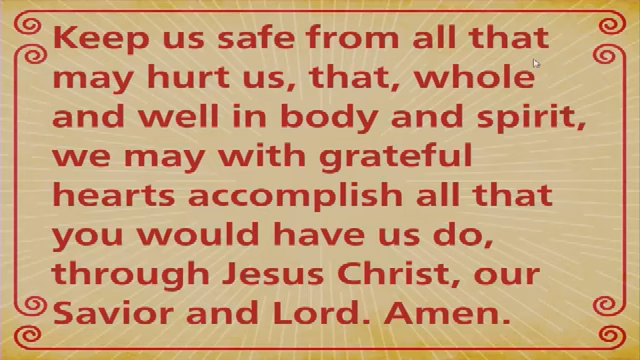 Keep us safe from all that
may hurt us, that, whole
and well in body and spirit,
we may with grateful
hearts accomplish all that
you would have us do,
through Jesus Christ, our
Savior and Lord. Amen.